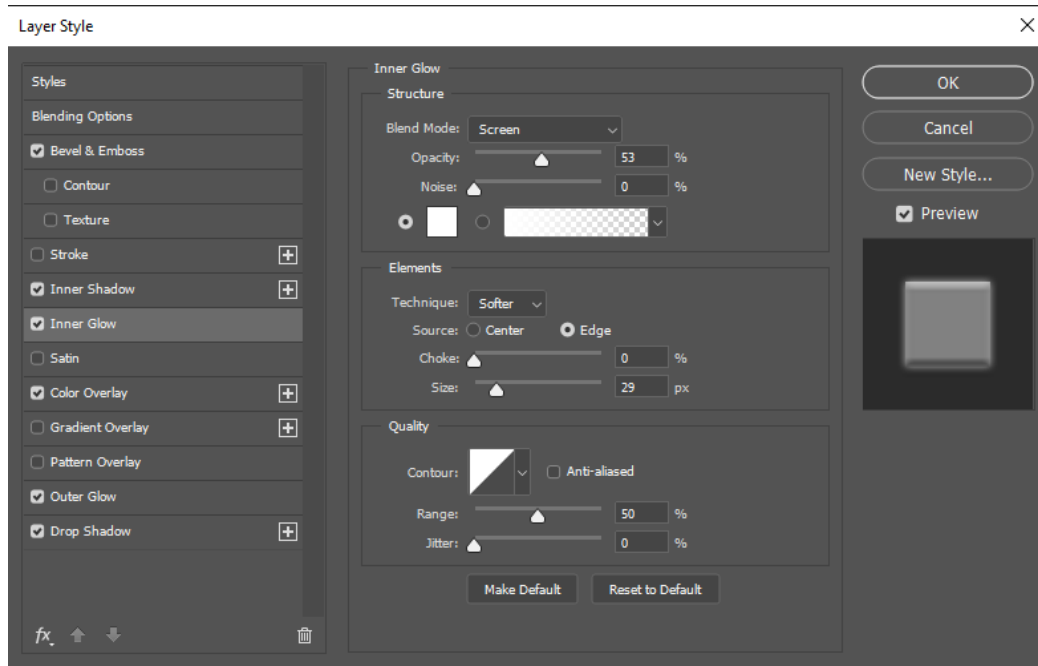 Layer Style
Styles
Blending Options
Bevel & Emboss
Contour
Texture
Stroke
Inner Shadow
Inner Glow
Satin
Color Overlay
Gradient Overlay
Pattern Overlay
Outer Glow
Drop Shadow
fx
Inner Glow
Structure
Blend Mode: Screen
Opacity: 53 %
Noise: 0 %
Elements
Technique: Softer
Source: Center Edge
Choke: 0 %
Size: 29 px
Quality
Contour: Anti-aliased
Range: 50 %
Jitter: 0 %
Make Default Reset to Default
OK
Cancel
New Style...
Preview